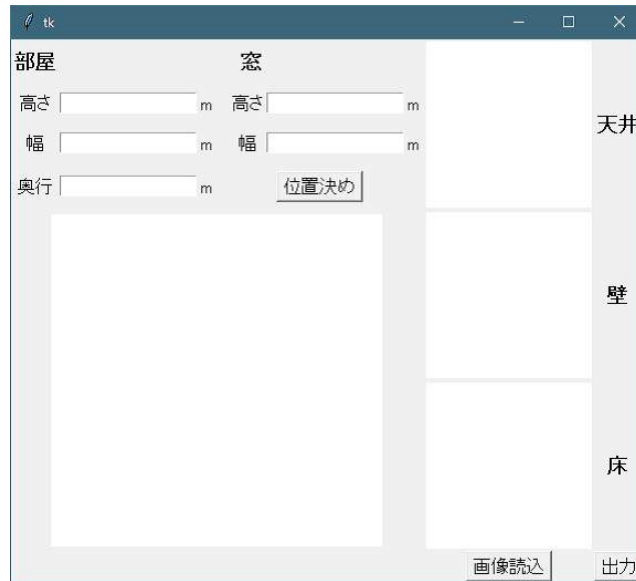 tk
部屋 窓
高さ m 高さ m
幅 m 幅 m
奥行 m 位置決め
天井
壁
床
画像読込 出力